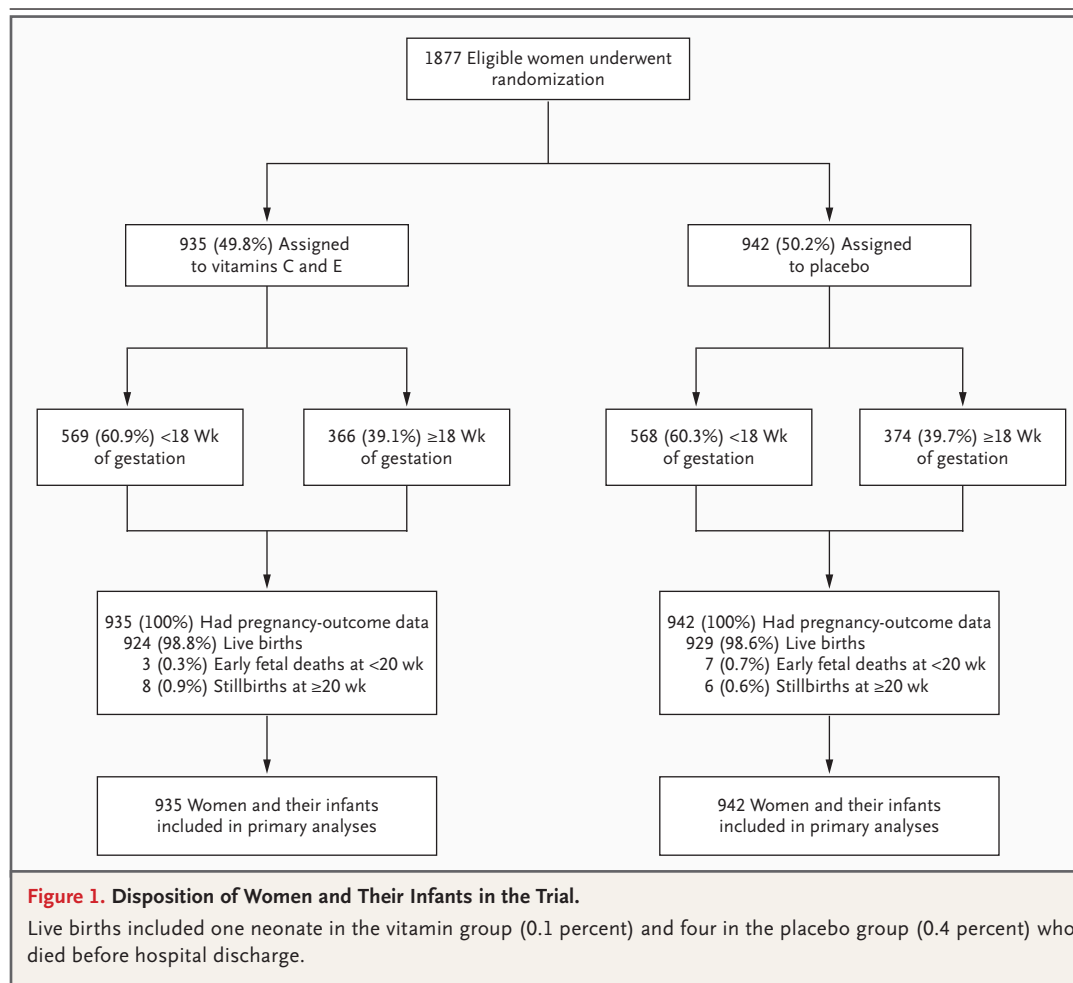 1877 Eligible women underwent
randomization
935 (49.8%) Assigned
to vitamins C and E
942 (50.2%) Assigned
to placebo
569 (60.9%) <18 Wk
of gestation
366 (39.1%) ≥18 Wk
of gestation
568 (60.3%) <18 Wk
of gestation
374 (39.7%) ≥18 Wk
of gestation
935 (100%) Had pregnancy-outcome data
924 (98.8%) Live births
3 (0.3%) Early fetal deaths at <20 wk
8 (0.9%) Stillbirths at ≥20 wk
942 (100%) Had pregnancy-outcome data
929 (98.6%) Live births
7 (0.7%) Early fetal deaths at <20 wk
6 (0.6%) Stillbirths at ≥20 wk
935 Women and their infants
included in primary analyses
942 Women and their infants
included in primary analyses
Figure 1. Disposition of Women and Their Infants in the Trial.
Live births included one neonate in the vitamin group (0.1 percent) and four in the placebo group (0.4 percent) who
died before hospital discharge.